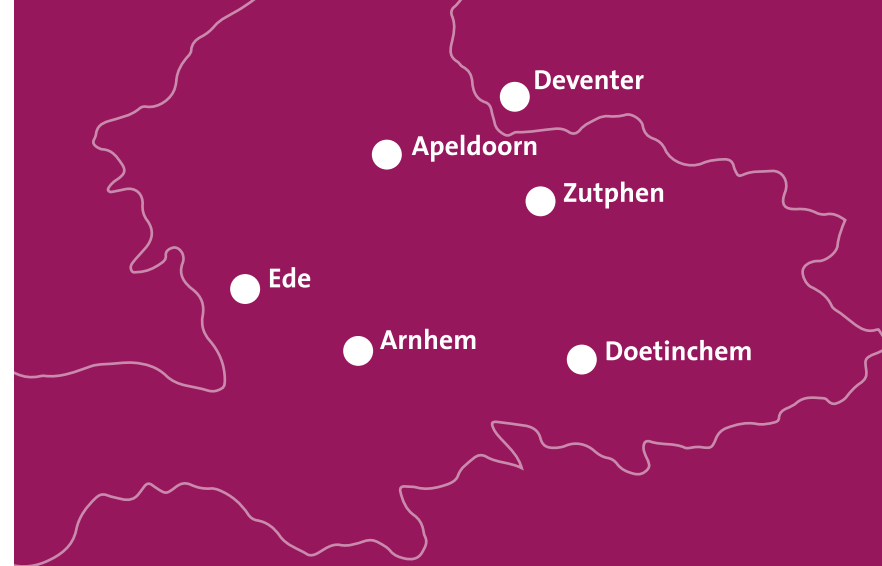 Deventer
Apeldoorn
Zutphen
Ede
Arnhem
Doetinchem